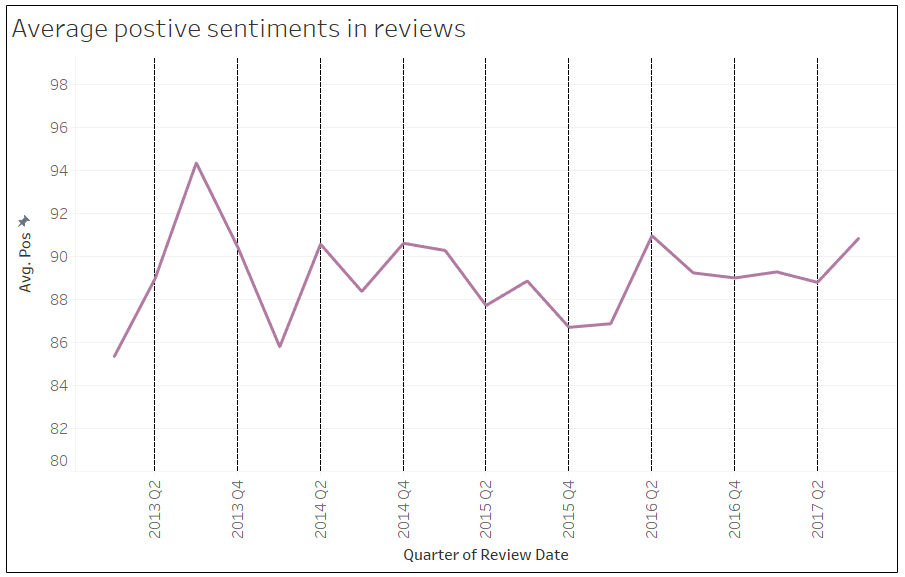 Average postive sentiments in reviews
98
96
94
92
90
88
86
84
82
80
Avg. Pos
2013 Q2
2013 Q4
2014 Q2
2014 Q4
2015 Q2
2015 Q4
2016 Q2
2016 Q4
2017 Q2
Quarter of Review Date